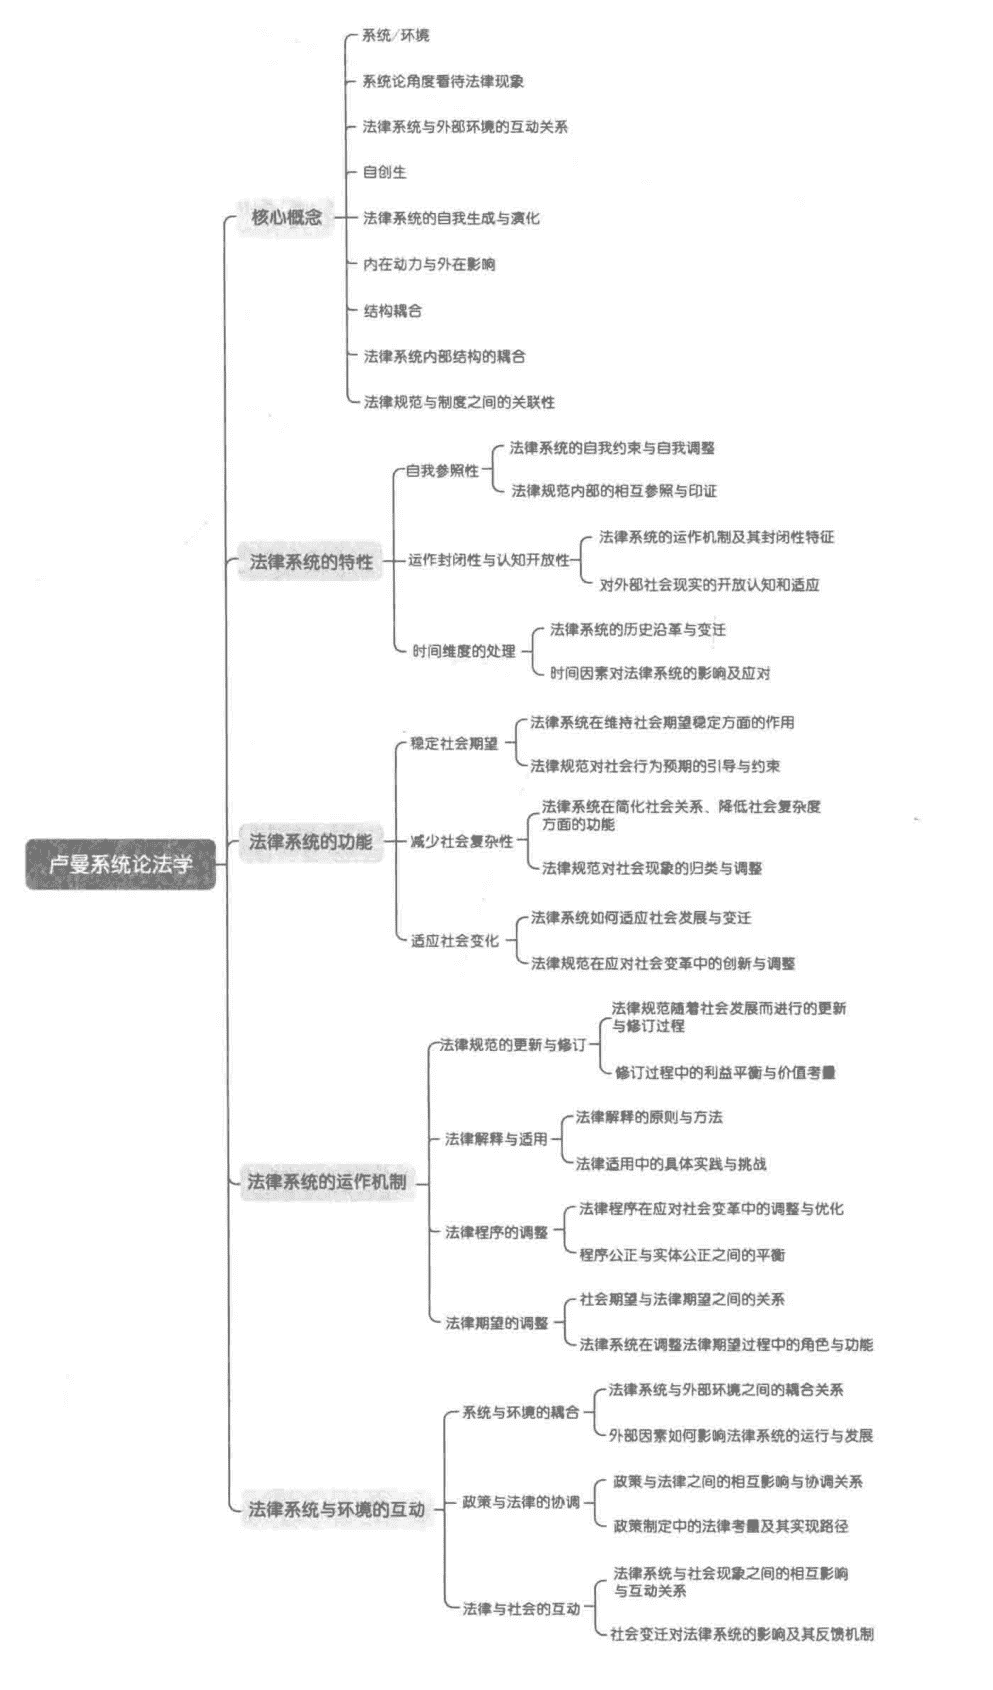 系统/环境
系统论角度看待法律现象
法律系统与外部环境的互动关系
自创生
核心概念
法律系统的自我生成与演化
内在动力与外在影响
结构耦合
法律系统内部结构的耦合
法律规范与制度之间的关联性
法律系统的自我约束与自我调整
自我参照性
法律规范内部的相互参照与印证
法律系统的运作机制及其封闭性特征
法律系统的特性
运作封闭性与认知开放性
对外部社会现实的开放认知和适应
法律系统的历史沿革与变迁
时间维度的处理
时间因素对法律系统的影响及应对
法律系统在维持社会期望稳定方面的作用
稳定社会期望
法律规范对社会行为预期的引导与约束
法律系统在简化社会关系、降低社会复杂度
方面的功能
法律系统的功能
减少社会复杂性
法律规范对社会现象的归类与调整
卢曼系统论法学
法律系统如何适应社会发展与变迁
适应社会变化
法律规范在应对社会变革中的创新与调整
法律规范随着社会发展而进行的更新
与修订过程
法律规范的更新与修订
修订过程中的利益平衡与价值考量
法律解释的原则与方法
法律解释与适用
法律适用中的具体实践与挑战
法律系统的运作机制
法律程序在应对社会变革中的调整与优化
法律程序的调整
程序公正与实体公正之间的平衡
社会期望与法律期望之间的关系
法律期望的调整
法律系统在调整法律期望过程中的角色与功能
法律系统与外部环境之间的耦合关系
系统与环境的耦合
外部因素如何影响法律系统的运行与发展
政策与法律之间的相互影响与协调关系
法律系统与环境的互动
政策与法律的协调
政策制定中的法律考量及其实现路径
法律系统与社会现象之间的相互影响
与互动关系
法律与社会的互动
社会变迁对法律系统的影响及其反馈机制